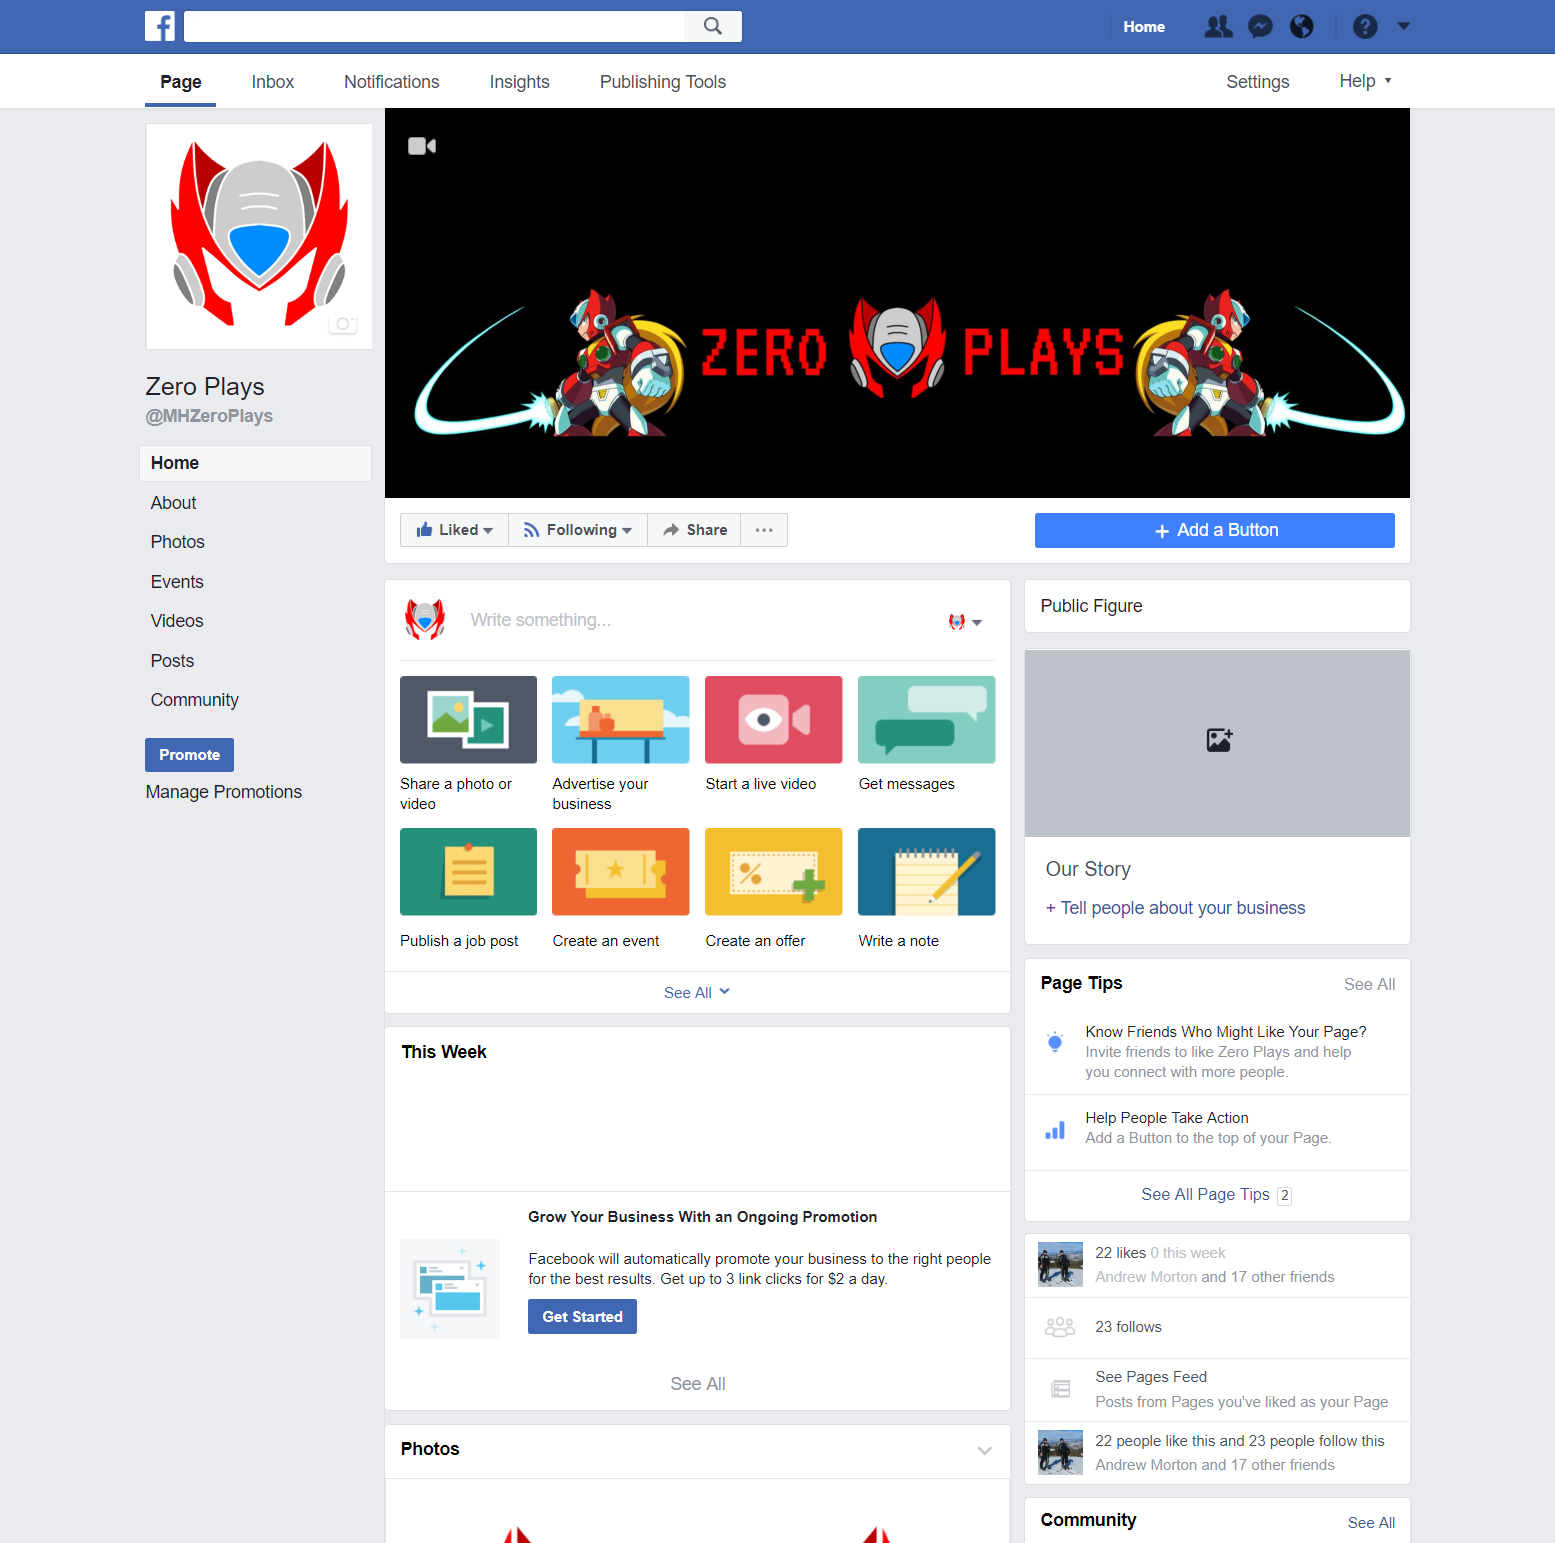 Home
Page
Inbox
Notifications
Insights
Publishing Tools
Settings
Help
ZERO PLAYS
Zero Plays
@MHZeroPlays
Home
About
Photos
Events
Videos
Posts
Community
Promote
Manage Promotions
Liked
Following
Share
+ Add a Button
Write something...
Share a photo or
video
Advertise your
business
Start a live video
Get messages
Publish a job post
Create an event
Create an offer
Write a note
See All
This Week
Grow Your Business With an Ongoing Promotion
Facebook will automatically promote your business to the right people
for the best results. Get up to 3 link clicks for $2 a day.
Get Started
See All
Photos
Public Figure
Our Story
+ Tell people about your business
Page Tips
See All
Know Friends Who Might Like Your Page?
Invite friends to like Zero Plays and help
you connect with more people.
Help People Take Action
Add a Button to the top of your Page.
See All Page Tips 2
22 likes 0 this week
Andrew Morton and 17 other friends
23 follows
See Pages Feed
Posts from Pages you've liked as your Page
22 people like this and 23 people follow this
Andrew Morton and 17 other friends
Community
See All